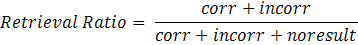 Retrieval Ratio = corr + incorr / corr + incorr + noresult